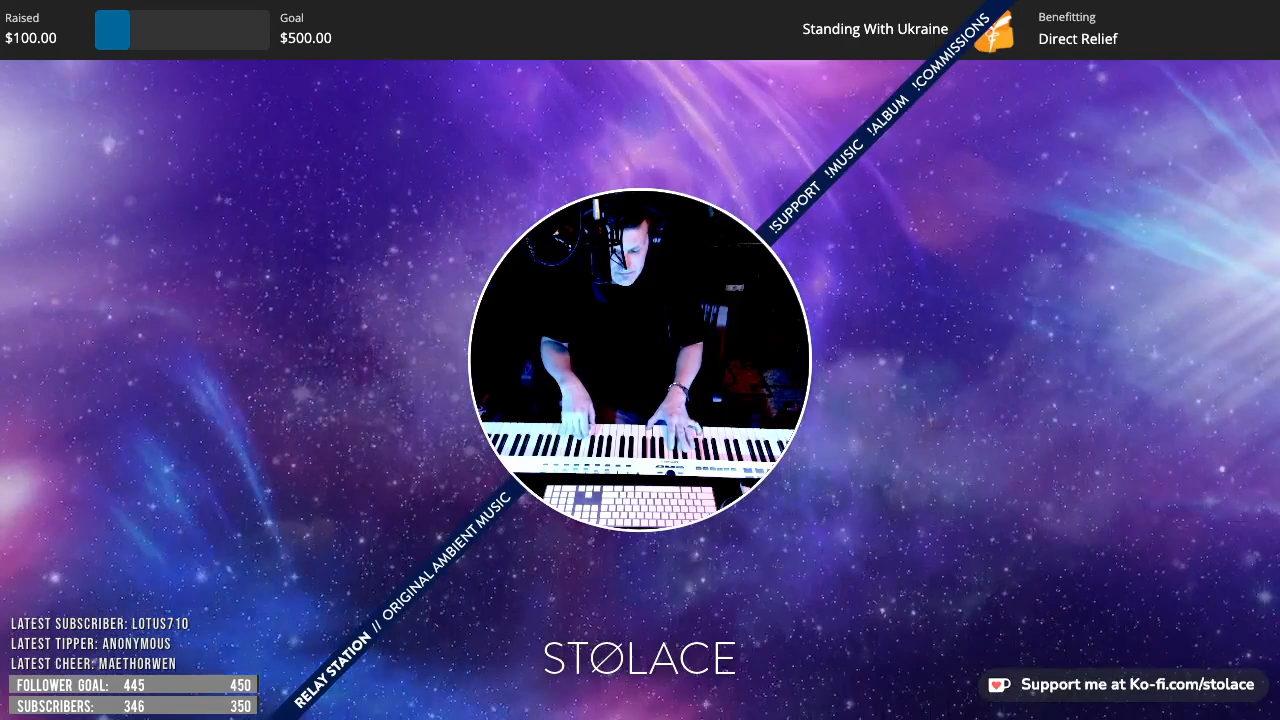 Raised
$100.00
Goal
$500.00
Standing With Ukraine
Benefitting
Direct Relief
!SUPPORT !MUSIC !ALBUM !COMMISSIONS
RELAY STATION // ORIGINAL AMBIENT MUSIC
STØLACE
LATEST SUBSCRIBER: LOTUS710
LATEST TIPPER: ANONYMOUS
LATEST CHEER: MAETHORWEN
FOLLOWER GOAL: 445 450
SUBSCRIBERS: 346 350
Support me at Ko-fi.com/stolace